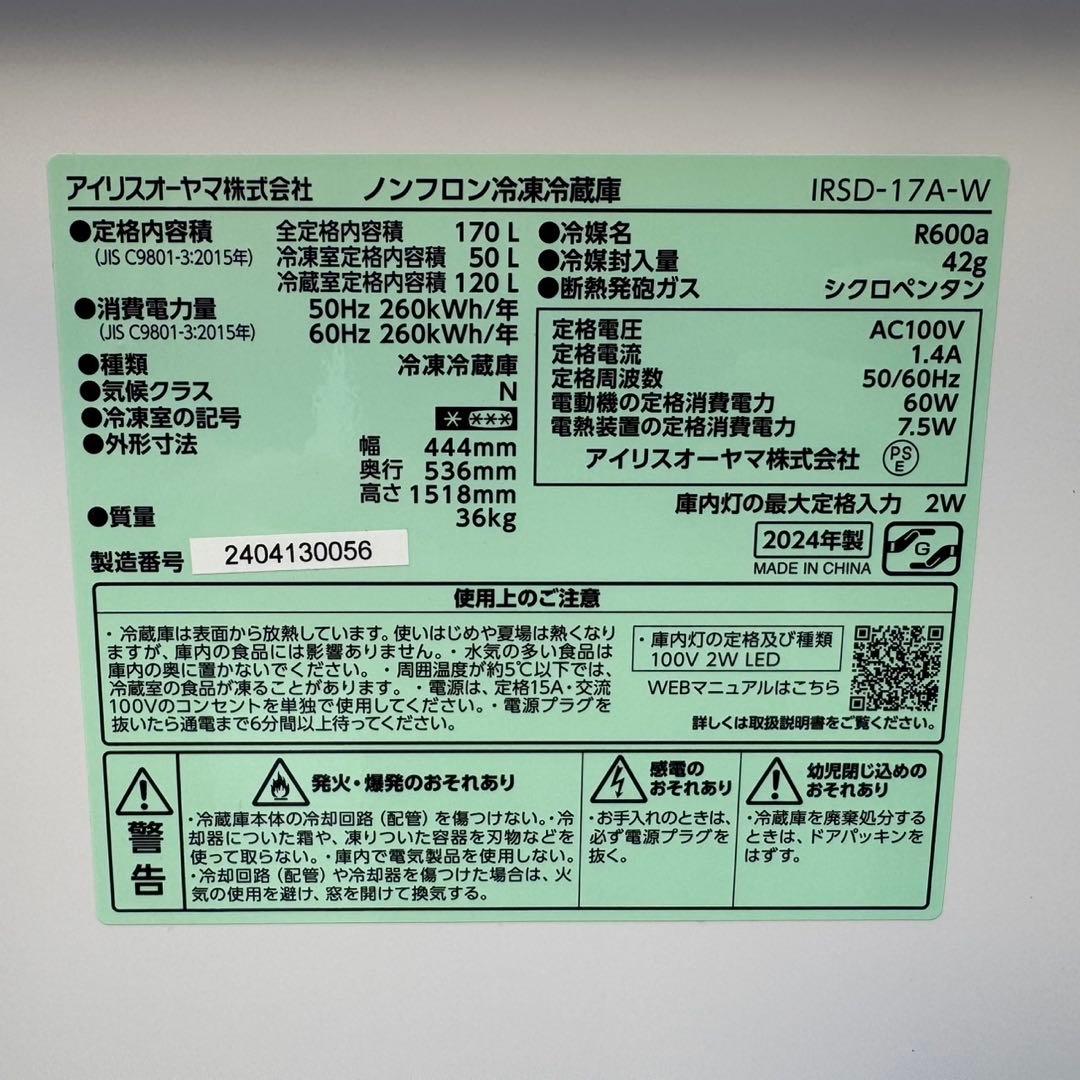 アイリスオーヤマ株式会社 ノンフロン冷凍冷蔵庫 IRSD-17A-W
●定格内容積 全定格内容積 170 L
(JIS C9801-3:2015年) 冷凍室定格内容積 50 L
冷蔵室定格内容積 120 L
●消費電力量 50Hz 260kWh/年
(JIS C9801-3:2015年) 60Hz 260kWh/年
●種類 冷凍冷蔵庫
●気候クラス N
●冷凍室の記号 * ***
●外形寸法 幅 444mm
奥行 536mm
高さ 1518mm
●質量 36kg
製造番号 2404130056
●冷媒名 R600a
●冷媒封入量 42g
●断熱発砲ガス シクロペンタン
定格電圧 AC100V
定格電流 1.4A
定格周波数 50/60Hz
電動機の定格消費電力 60W
電熱装置の定格消費電力 7.5W
アイリスオーヤマ株式会社 PS E
庫内灯の最大定格入力 2W
2024年製
MADE IN CHINA
G
使用上のご注意
・冷蔵庫は表面から放熱しています。使いはじめや夏場は熱くなり
ますが、庫内の食品には影響ありません。・水気の多い食品は
庫内の奥に置かないでください。・周囲温度が約5℃以下では、
冷蔵室の食品が凍ることがあります。・電源は、定格15A・交流
100Vのコンセントを単独で使用してください。・電源プラグを
抜いたら通電まで6分間以上待ってください。
・庫内灯の定格及び種類
100V 2W LED
WEBマニュアルはこちら
詳しくは取扱説明書をご覧ください。
警告
発火・爆発のおそれあり
・冷蔵庫本体の冷却回路(配管)を傷つけない。・冷
却器についた霜や、凍りついた容器を刃物などを
使って取らない。・庫内で電気製品を使用しない。
・冷却回路(配管)や冷却器を傷つけた場合は、火
気の使用を避け、窓を開けて換気する。
感電の
おそれあり
・お手入れのときは、
必ず電源プラグを
抜く。
幼児閉じ込めの
おそれあり
・冷蔵庫を廃棄処分する
ときは、ドアパッキンを
はずす。